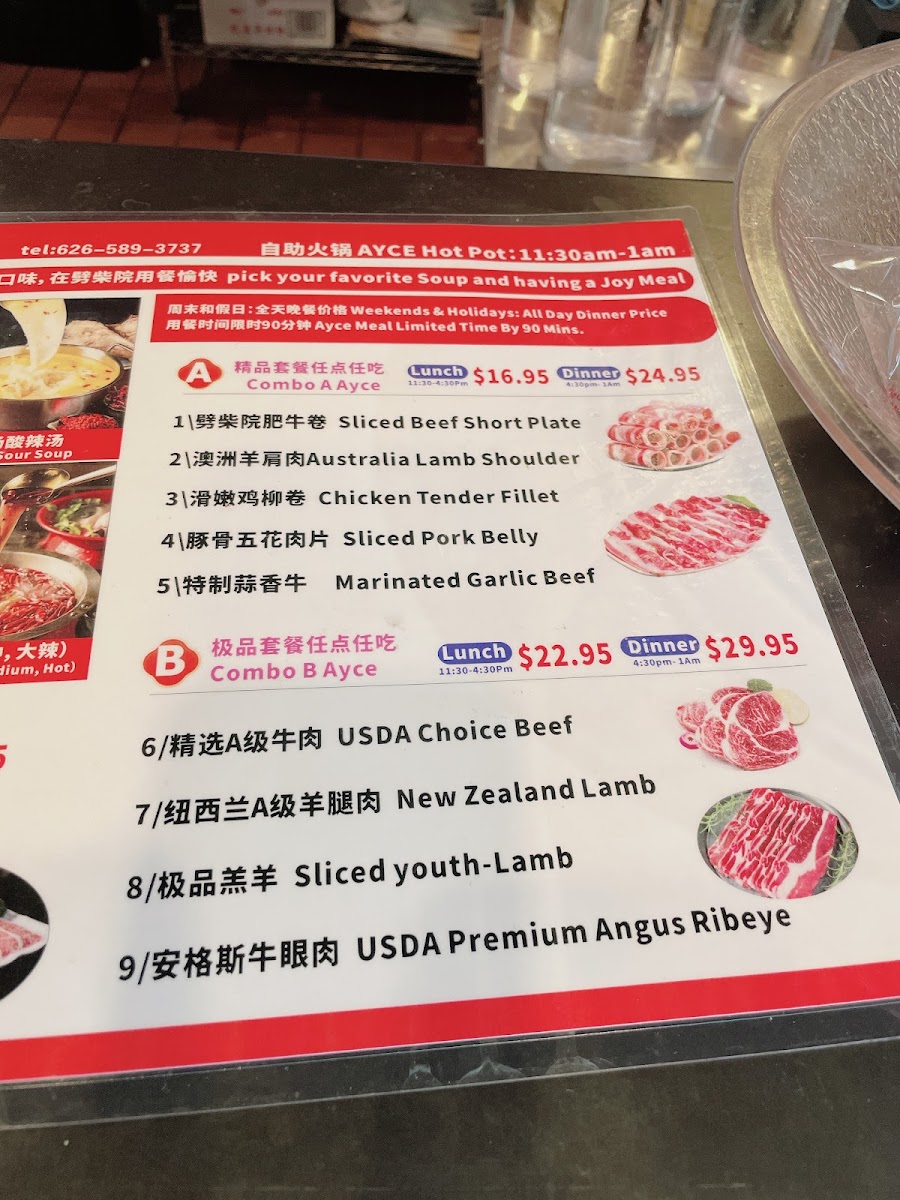 tel:626-589-3737 自助火锅 AYCE Hot Pot:11:30am-1am
口味, 在劈柴院用餐愉快 pick your favorite Soup and having a Joy Meal
周末和假日:全天晚餐价格 Weekends & Holidays: All Day Dinner Price
用餐时间限时90分钟 Ayce Meal Limited Time By 90 Mins.
酸辣汤
Sour Soup
大辣)
Hot)
A 精品套餐任点任吃 Lunch $16.95 Dinner $24.95
Combo A Ayce 11:30-4:30Pm 4:30pm-1Am
1\劈柴院肥牛卷 Sliced Beef Short Plate
2\澳洲羊肩肉Australia Lamb Shoulder
3\滑嫩鸡柳卷 Chicken Tender Fillet
4\豚骨五花肉片 Sliced Pork Belly
5\特制蒜香牛 Marinated Garlic Beef
B 极品套餐任点任吃 Lunch $22.95 Dinner $29.95
Combo B Ayce 11:30-4:30Pm 4:30pm-1Am
6/精选A级牛肉 USDA Choice Beef
7/纽西兰A级羊腿肉 New Zealand Lamb
8/极品羔羊 Sliced youth-Lamb
9/安格斯牛眼肉 USDA Premium Angus Ribeye